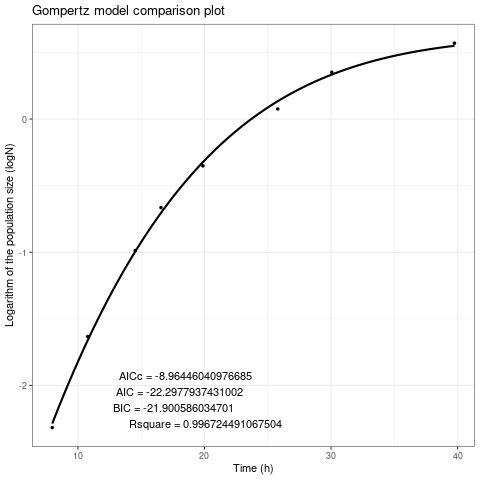 Gompertz model comparison plot
Logarithm of the population size (logN)
0
-1
-2
AICc = -8.96446040976685
AIC = -22.2977937431002
BIC = -21.900586034701
Rsquare = 0.996724491067504
10 20 30 40
Time (h)